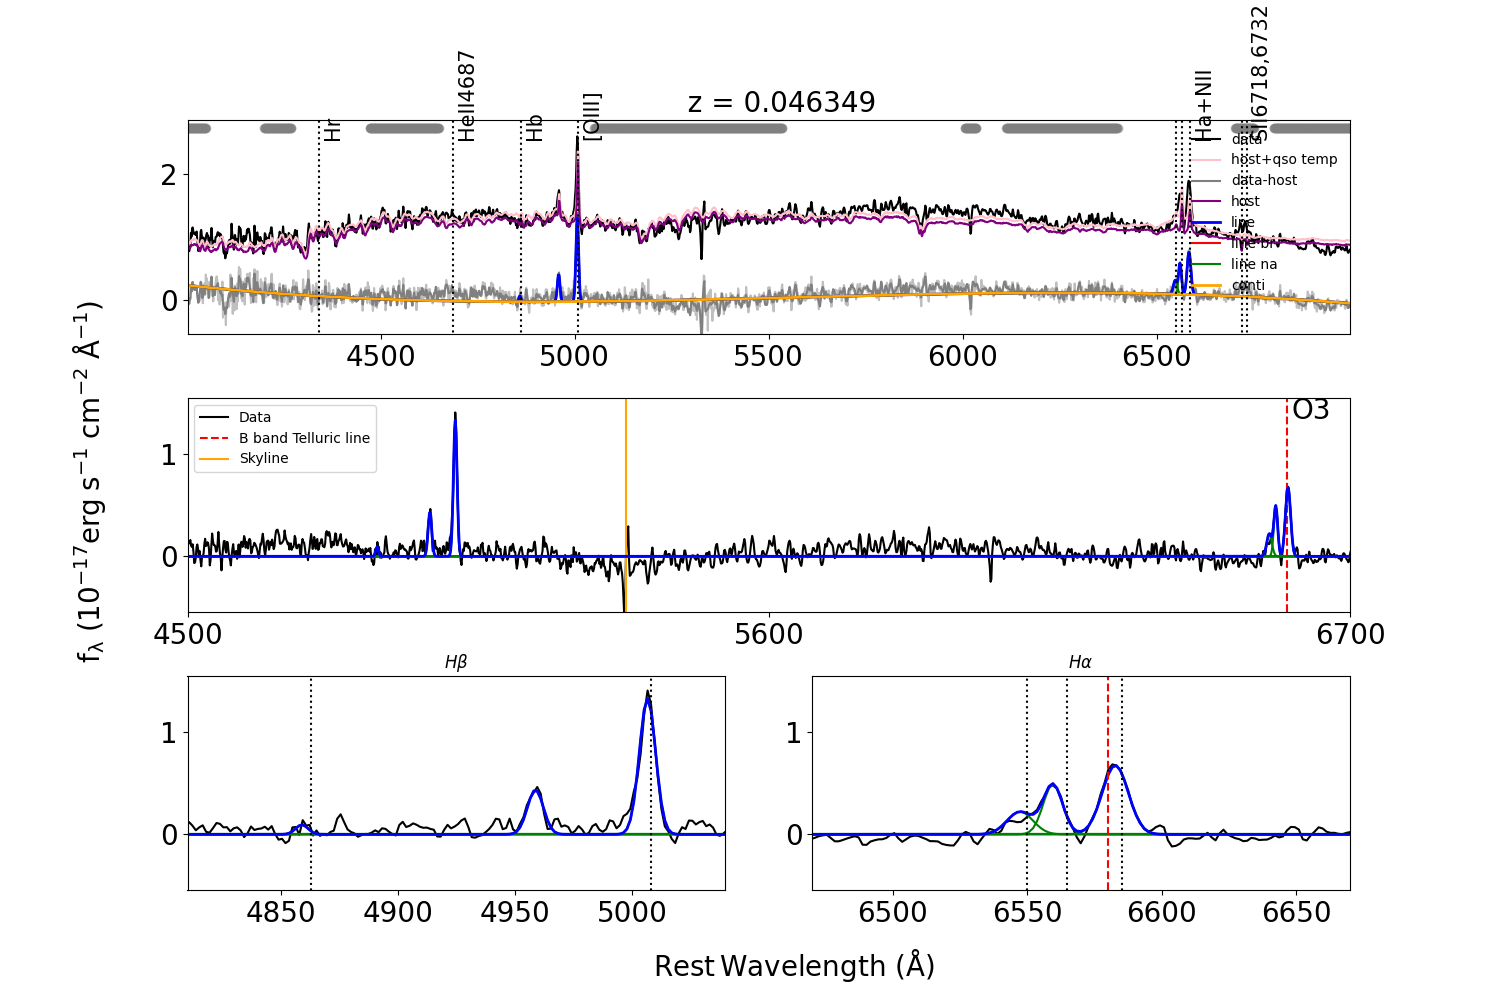 z = 0.046349
Hr
HeII4687
Hb
[OIII]
Ha+NII
SII6718,6732
data
host+qso temp
data-host
host
line
line br
line na
conti
2
0
4500
5000
5500
6000
6500
f_λ (10⁻¹⁷erg s⁻¹ cm⁻² Å⁻¹)
Data
B band Telluric line
Skyline
O3
1
0
4500
5600
6700
Hβ
1
0
4850
4900
4950
5000
Hα
1
0
6500
6550
6600
6650
Rest Wavelength (Å)